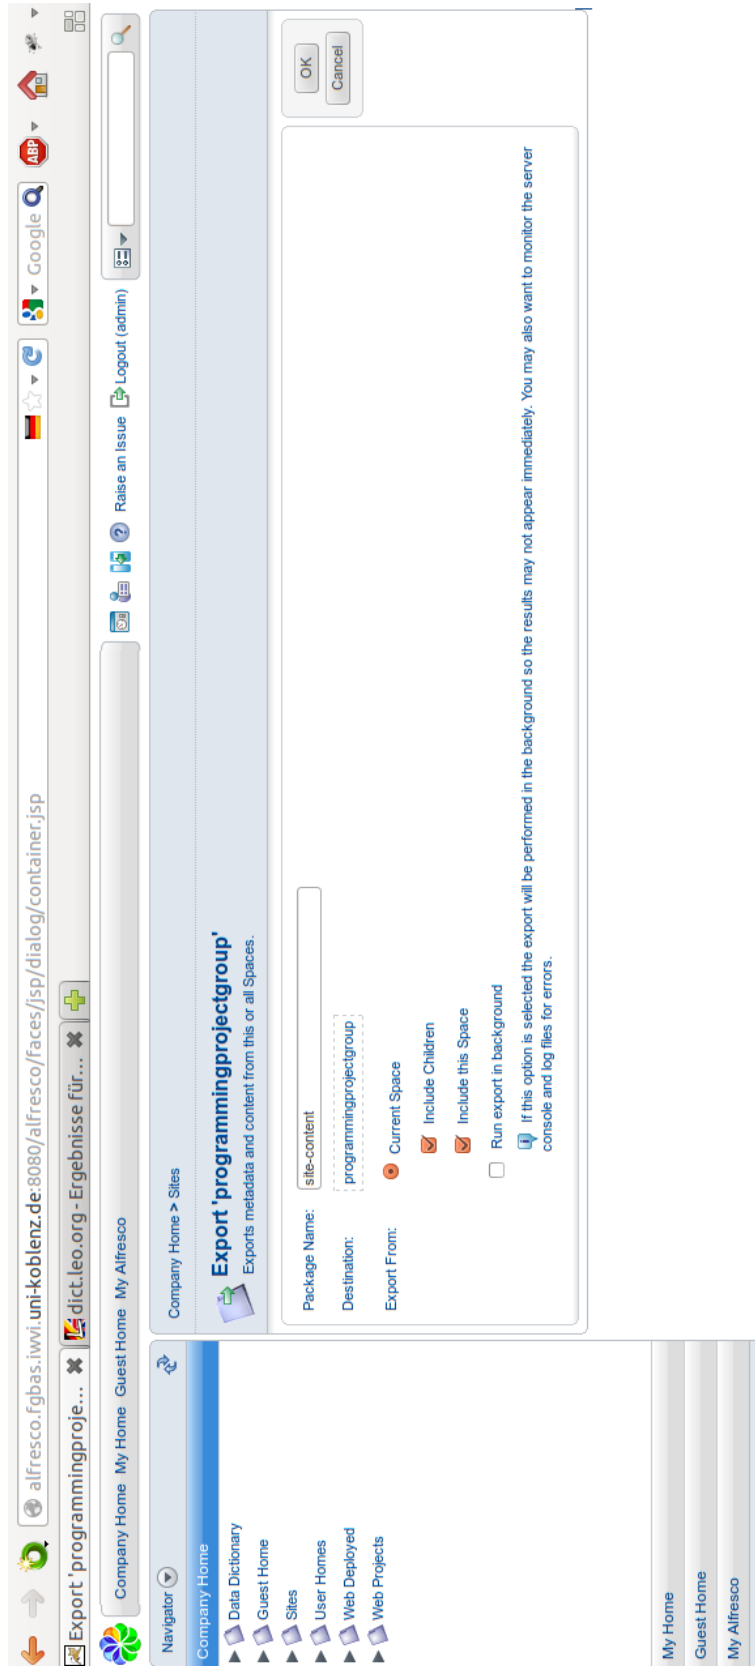 alfresco.fgbas.iwvi.uni-koblenz.de:8080/alfresco/faces/jsp/dialog/container.jsp
Google
ABP
Export 'programmingproje...
dict.leo.org - Ergebnisse für...
Company Home My Home Guest Home My Alfresco
Raise an Issue Logout (admin)
Navigator
Company Home
Data Dictionary
Guest Home
Sites
User Homes
Web Deployed
Web Projects
My Home
Guest Home
My Alfresco
Company Home > Sites
Export 'programmingprojectgroup'
Exports metadata and content from this or all Spaces.
Package Name: site-content
Destination: programmingprojectgroup
Export From: Current Space
Include Children
Include this Space
Run export in background
If this option is selected the export will be performed in the background so the results may not appear immediately. You may also want to monitor the server
console and log files for errors.
OK
Cancel